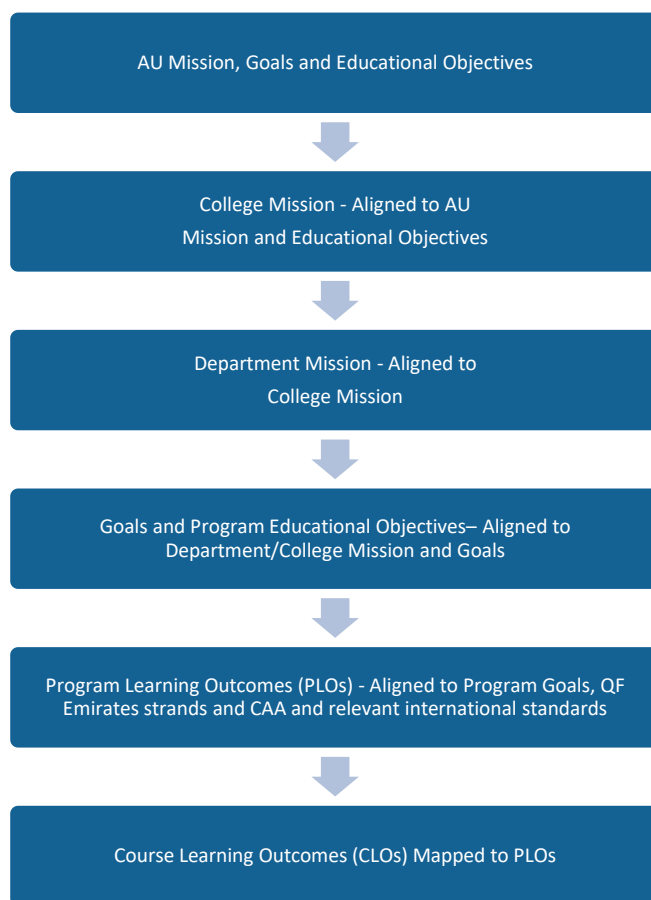 AU Mission, Goals and Educational Objectives
College Mission - Aligned to AU
Mission and Educational Objectives
Department Mission - Aligned to
College Mission
Goals and Program Educational Objectives– Aligned to
Department/College Mission and Goals
Program Learning Outcomes (PLOs) - Aligned to Program Goals, QF
Emirates strands and CAA and relevant international standards
Course Learning Outcomes (CLOs) Mapped to PLOs